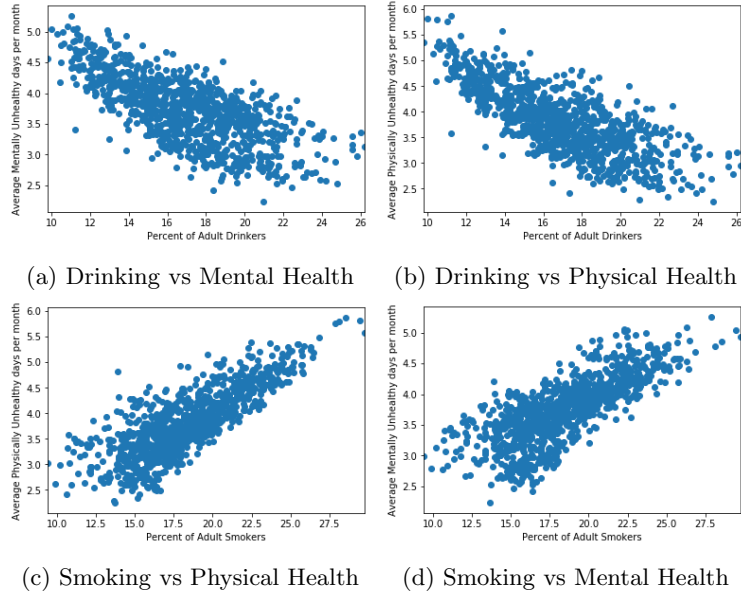 Average Mentally Unhealthy days per month
5.0
4.5
4.0
3.5
3.0
2.5
10 12 14 16 18 20 22 24 26
Percent of Adult Drinkers
(a) Drinking vs Mental Health
Average Physically Unhealthy days per month
6.0
5.5
5.0
4.5
4.0
3.5
3.0
2.5
10 12 14 16 18 20 22 24 26
Percent of Adult Drinkers
(b) Drinking vs Physical Health
Average Physically Unhealthy days per month
6.0
5.5
5.0
4.5
4.0
3.5
3.0
2.5
10.0 12.5 15.0 17.5 20.0 22.5 25.0 27.5
Percent of Adult Smokers
(c) Smoking vs Physical Health
Average Mentally Unhealthy days per month
5.0
4.5
4.0
3.5
3.0
2.5
10.0 12.5 15.0 17.5 20.0 22.5 25.0 27.5
Percent of Adult Smokers
(d) Smoking vs Mental Health